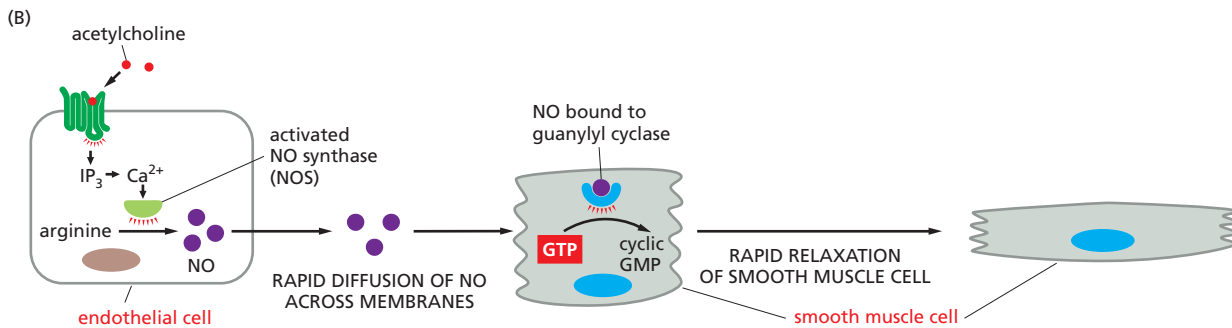 (B)
acetylcholine
activated
NO synthase
(NOS)
IP3
Ca2+
arginine
NO
endothelial cell
RAPID DIFFUSION OF NO
ACROSS MEMBRANES
NO bound to
guanylyl cyclase
GTP
cyclic
GMP
RAPID RELAXATION
OF SMOOTH MUSCLE CELL
smooth muscle cell